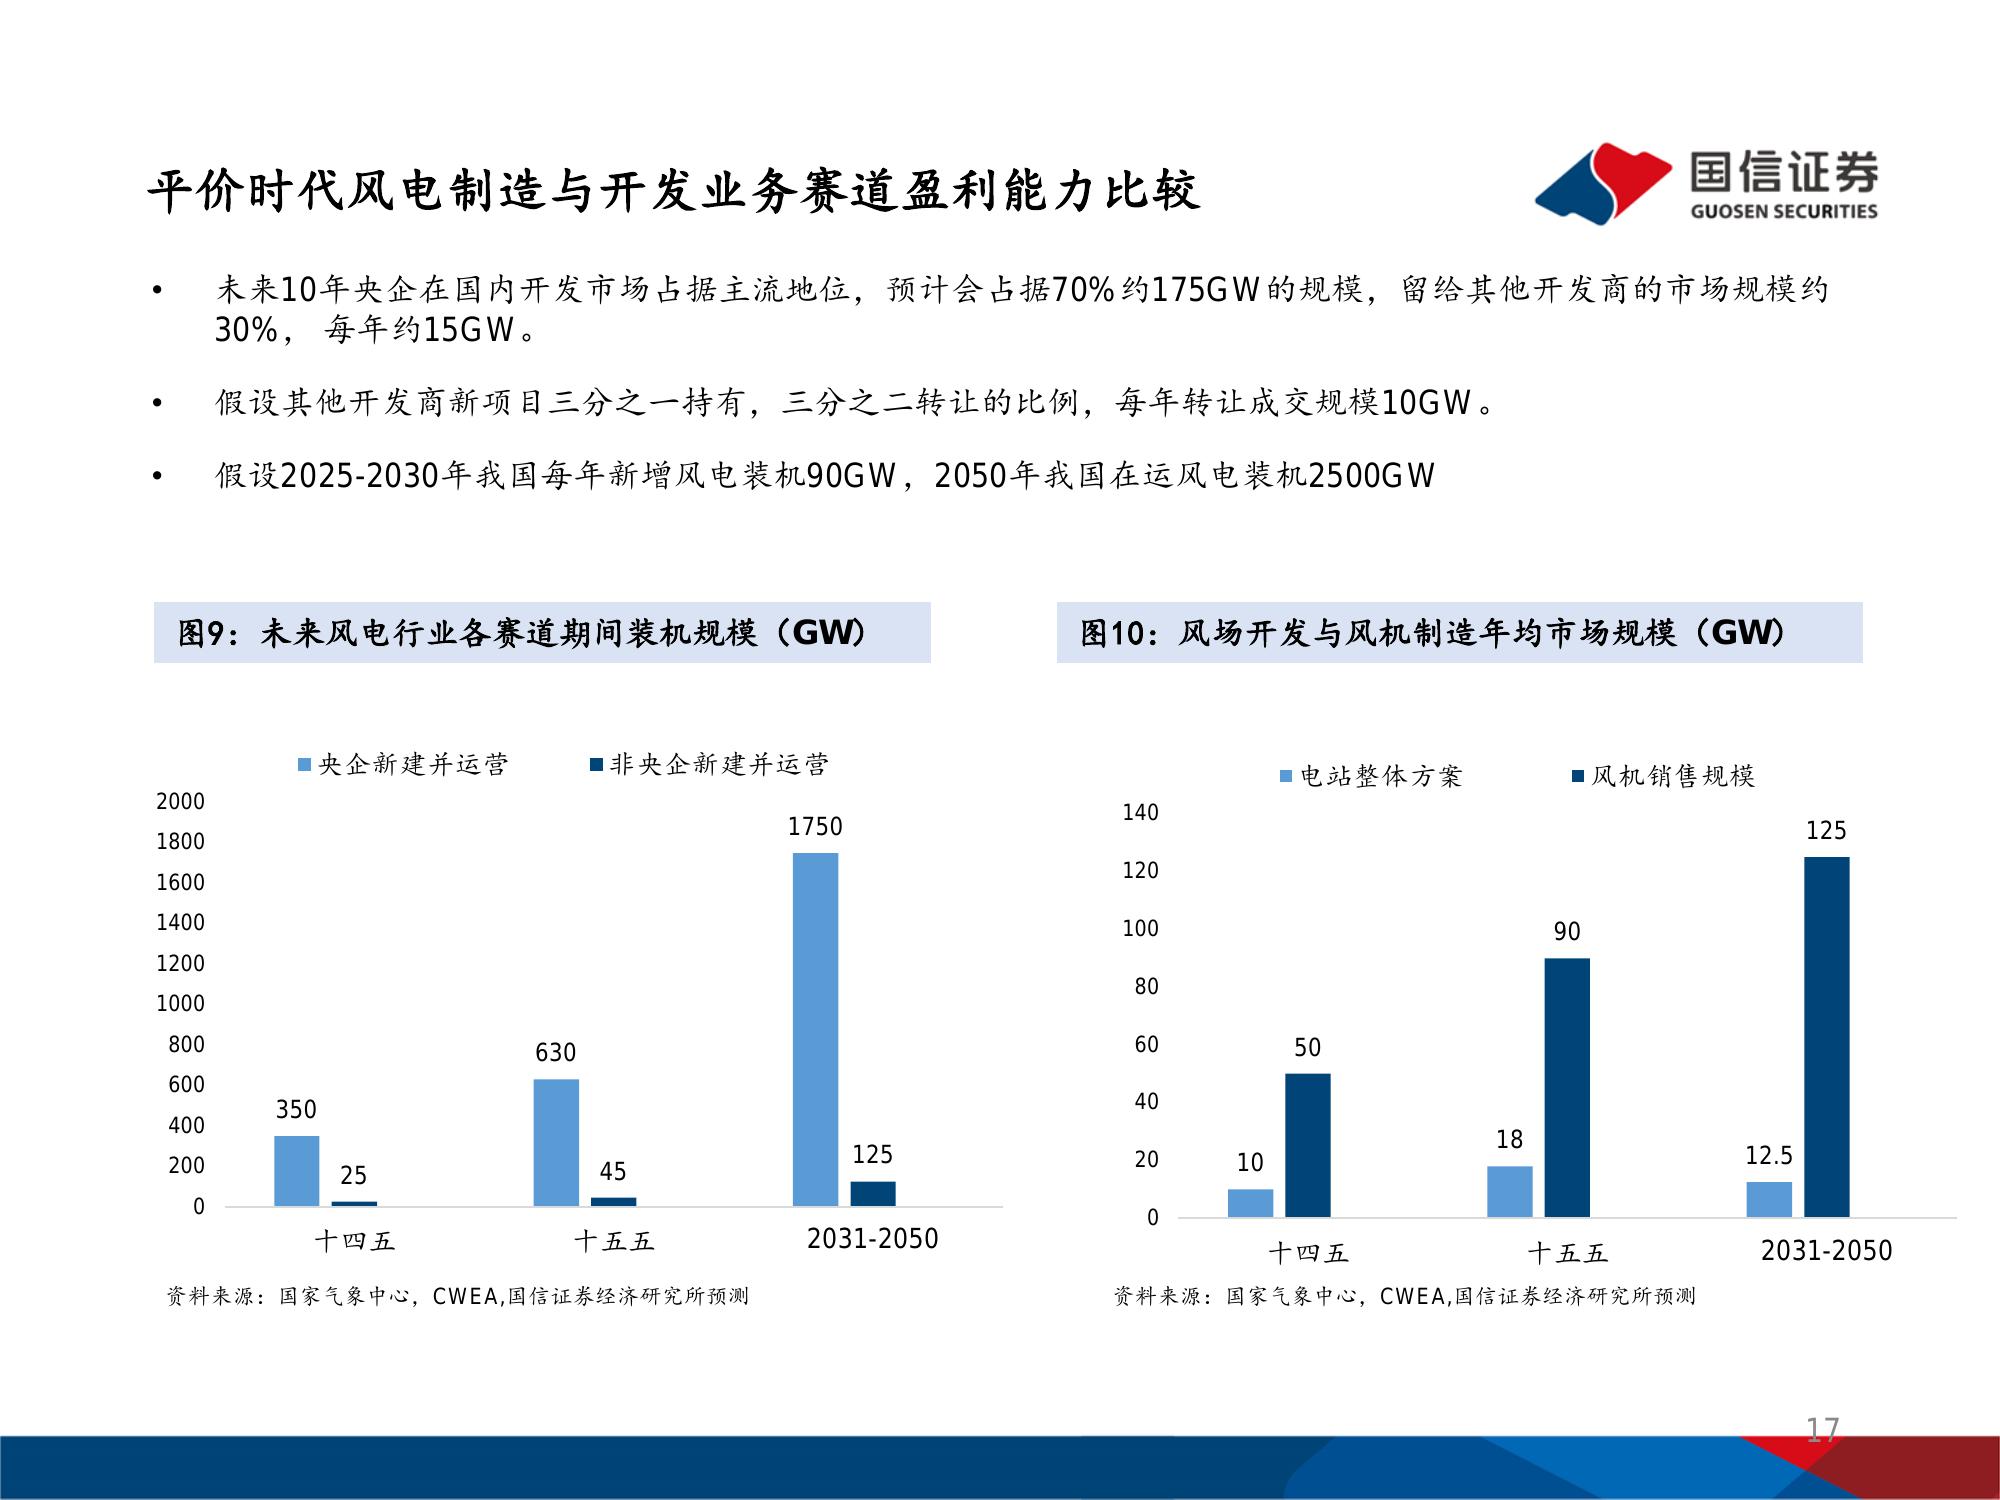 平价时代风电制造与开发业务赛道盈利能力比较
国信证券
GUOSEN SECURITIES
• 未来10年央企在国内开发市场占据主流地位，预计会占据70%约175GW的规模，留给其他开发商的市场规模约
30%， 每年约15GW。
• 假设其他开发商新项目三分之一持有，三分之二转让的比例，每年转让成交规模10GW。
• 假设2025-2030年我国每年新增风电装机90GW，2050年我国在运风电装机2500GW
图9：未来风电行业各赛道期间装机规模（GW）
央企新建并运营 非央企新建并运营
2000
1800
1600
1400
1200
1000
800
600
400
200
0
350
25
630
45
1750
125
十四五 十五五 2031-2050
资料来源：国家气象中心，CWEA,国信证券经济研究所预测
图10：风场开发与风机制造年均市场规模（GW）
电站整体方案 风机销售规模
140
120
100
80
60
40
20
0
10
50
18
90
12.5
125
十四五 十五五 2031-2050
资料来源：国家气象中心，CWEA,国信证券经济研究所预测
17